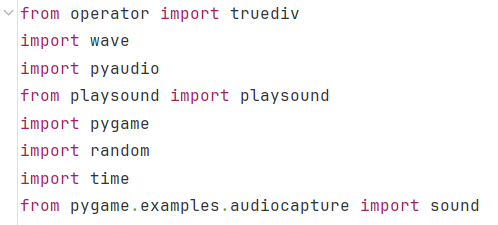 from operator import truediv
import wave
import pyaudio
from playsound import playsound
import pygame
import random
import time
from pygame.examples.audiocapture import sound